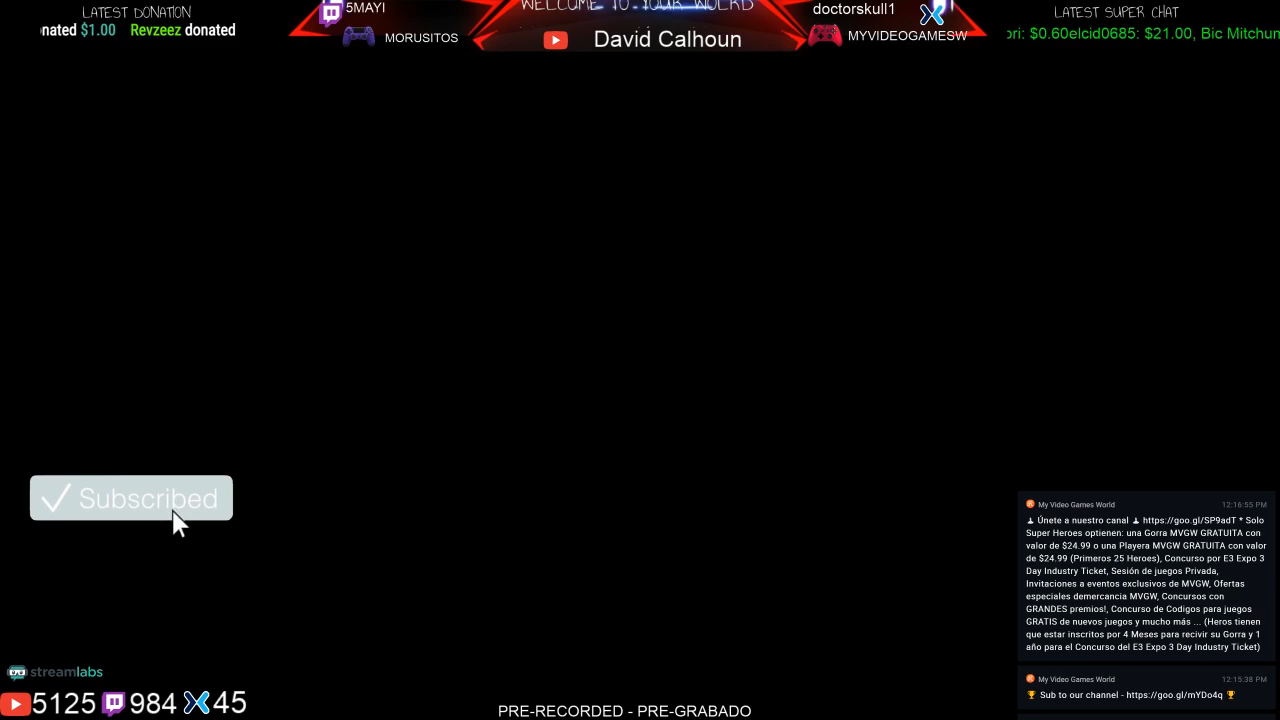 LATEST DONATION
nated $1.00 Revzeez donated
5MAYI
MORUSITOS
WELCOME TO YOUR WORLD
David Calhoun
doctorskull1
MYVIDEOGAMESW
LATEST SUPER CHAT
ori: $0.60elcid0685: $21.00, Bic Mitchum
Subscribed
My Video Games World 12:16:55 PM
Únete a nuestro canal https://goo.gl/SP9adT * Solo
Super Heroes optienen: una Gorra MVGW GRATUITA con
valor de $24.99 o una Playera MVGW GRATUITA con valor
de $24.99 (Primeros 25 Heroes), Concurso por E3 Expo 3
Day Industry Ticket, Sesión de juegos Privada,
Invitaciones a eventos exclusivos de MVGW, Ofertas
especiales demercancia MVGW, Concursos con
GRANDES premios!, Concurso de Codigos para juegos
GRATIS de nuevos juegos y mucho más ... (Heros tienen
que estar inscritos por 4 Meses para recivir su Gorra y 1
año para el Concurso del E3 Expo 3 Day Industry Ticket)
My Video Games World 12:15:38 PM
🏆 Sub to our channel - https://goo.gl/mYDo4q 🏆
streamlabs
5125 984 45
PRE-RECORDED - PRE-GRABADO